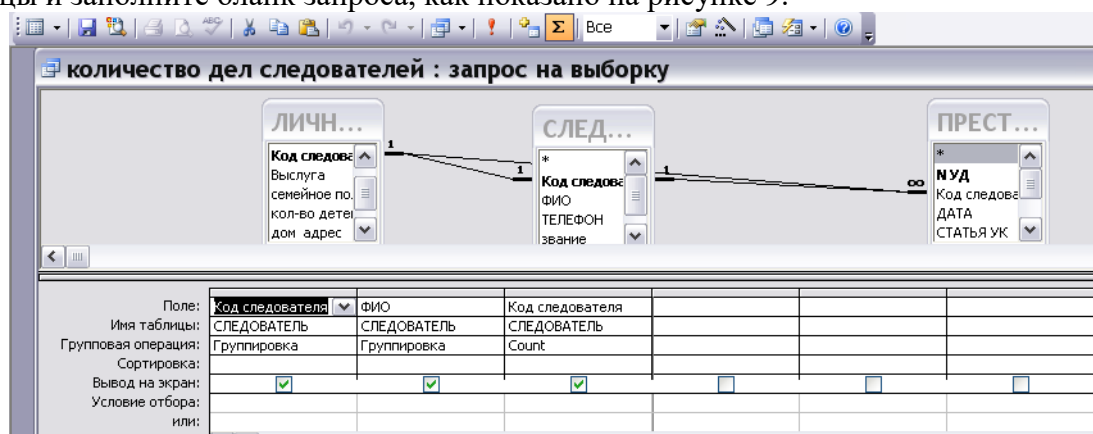 цы и заполните бланк запроса, как показано на рисунке 9.
ABC Σ Все
количество дел следователей : запрос на выборку
ЛИЧН... СЛЕД... ПРЕСТ...
Код следова
Выслуга
семейное по.
кол-во детеи
дом адрес
*
Код следова
ФИО
ТЕЛЕФОН
звание
*
NУД
Код следова
ДАТА
СТАТЬЯ УК
1 1 1 ∞
Поле: Код следователя ФИО Код следователя
Имя таблицы: СЛЕДОВАТЕЛЬ СЛЕДОВАТЕЛЬ СЛЕДОВАТЕЛЬ
Групповая операция: Группировка Группировка Count
Сортировка:
Вывод на экран:
Условие отбора:
или: